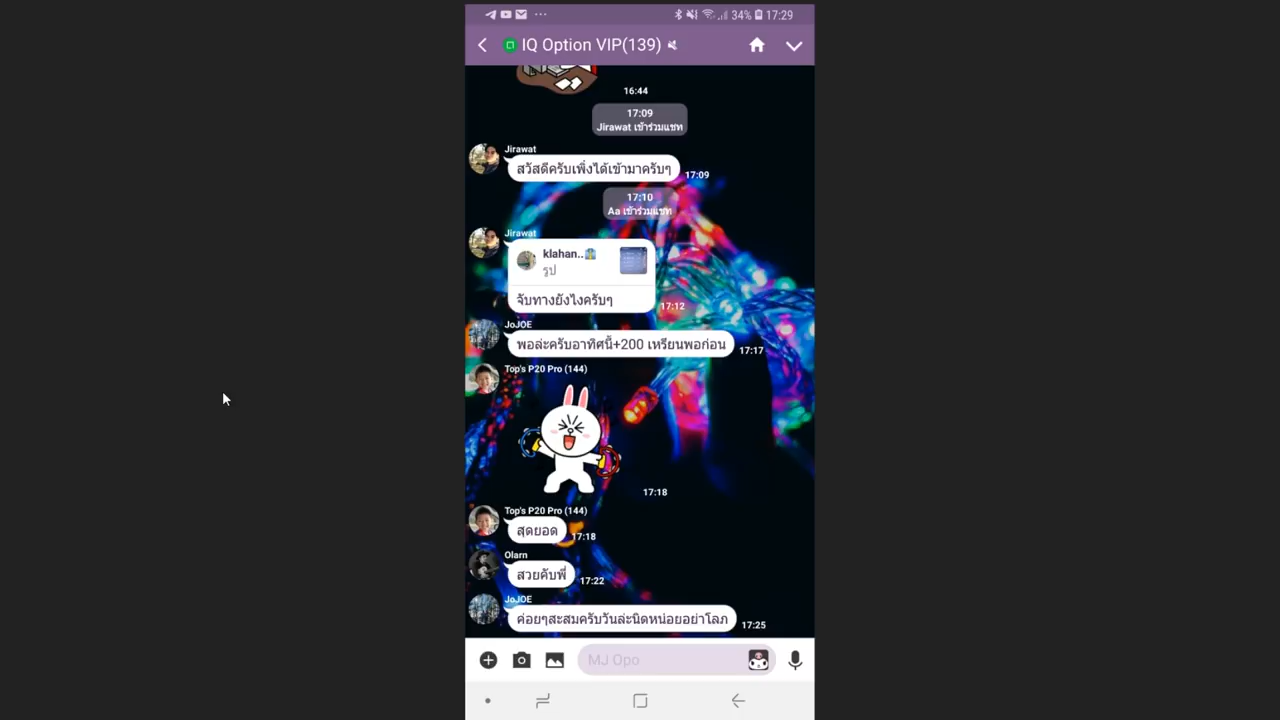 34% 17:29
IQ Option VIP(139)
16:44
17:09
Jirawat เข้าร่วมแชท
Jirawat
สวัสดีครับเพิ่งได้เข้ามาครับๆ
17:09
17:10
Aa เข้าร่วมแชท
Jirawat
klahan..
รูป
จับทางยังไงครับๆ
17:12
JoJOE
พอล่ะครับอาทิศนี้+200 เหรียนพอก่อน
17:17
Top's P20 Pro (144)
17:18
Top's P20 Pro (144)
สุดยอด
17:18
Olarn
สวยคับพี่
17:22
JoJOE
ค่อยๆสะสมครับวันล่ะนิดหน่อยอย่าโลภ
17:25
MJ Opo